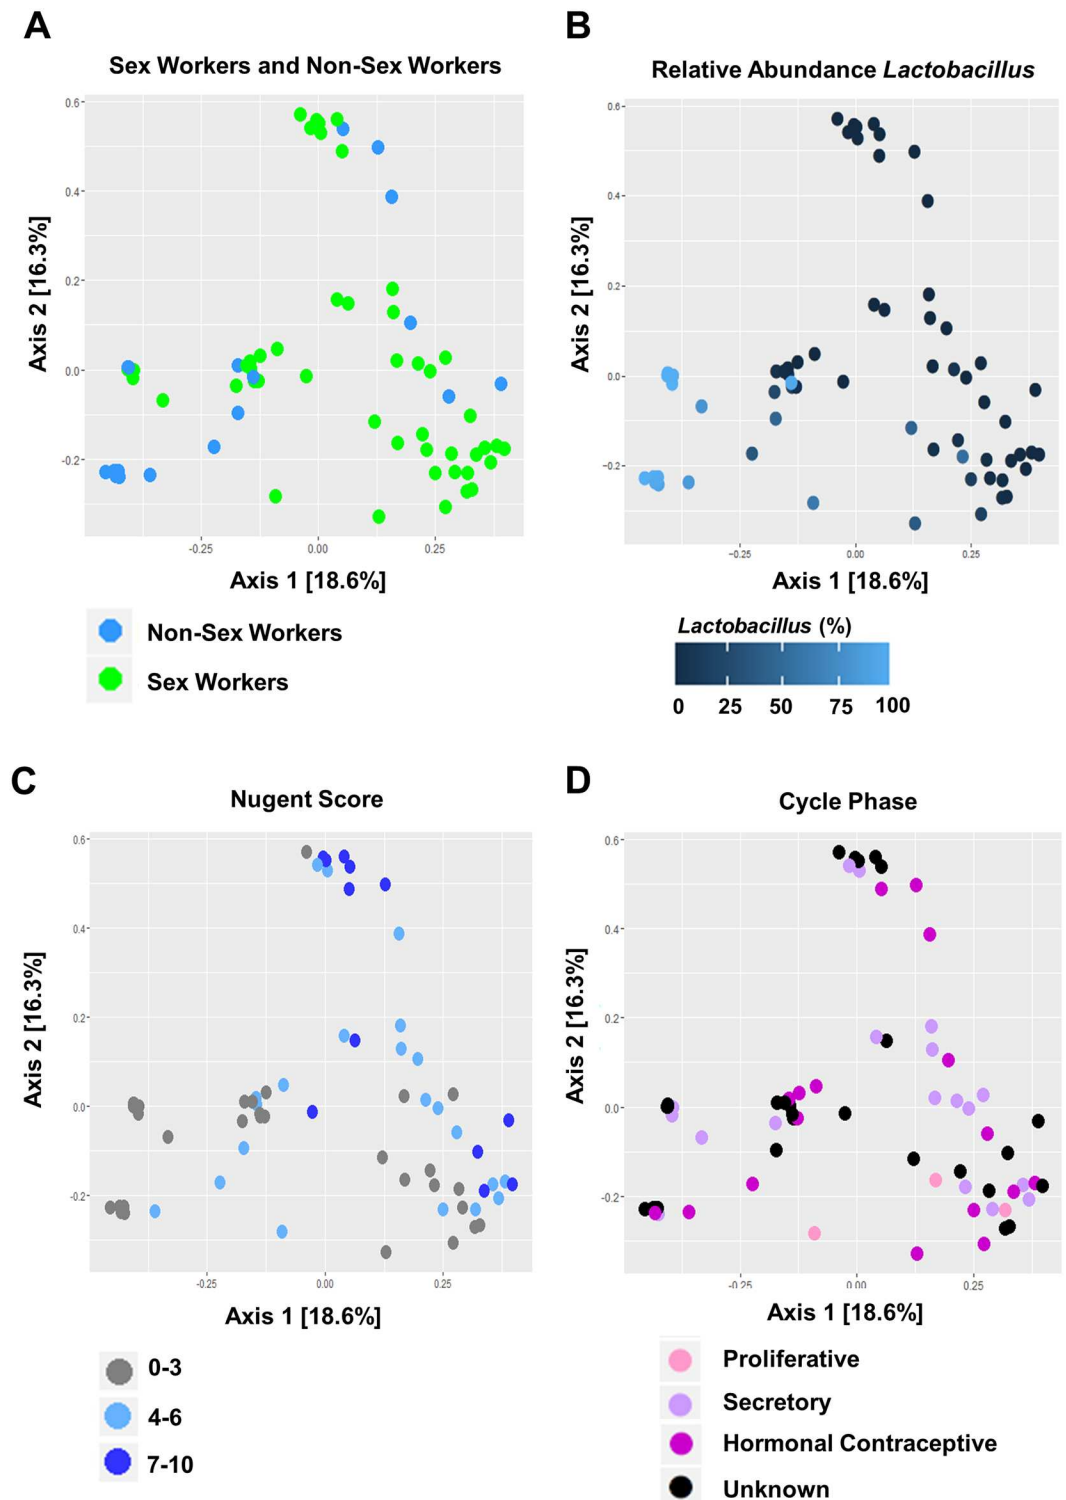 A
Sex Workers and Non-Sex Workers
0.6
0.4
0.2
0.0
-0.2
-0.25
0.00
0.25
Axis 2 [16.3%]
Axis 1 [18.6%]
Non-Sex Workers
Sex Workers
B
Relative Abundance Lactobacillus
0.6
0.4
0.2
0.0
-0.2
-0.25
0.00
0.25
Axis 2 [16.3%]
Axis 1 [18.6%]
Lactobacillus (%)
0 25 50 75 100
C
Nugent Score
0.6
0.4
0.2
0.0
-0.2
-0.25
0.00
0.25
Axis 2 [16.3%]
Axis 1 [18.6%]
0-3
4-6
7-10
D
Cycle Phase
0.6
0.4
0.2
0.0
-0.2
-0.25
0.00
0.25
Axis 2 [16.3%]
Axis 1 [18.6%]
Proliferative
Secretory
Hormonal Contraceptive
Unknown